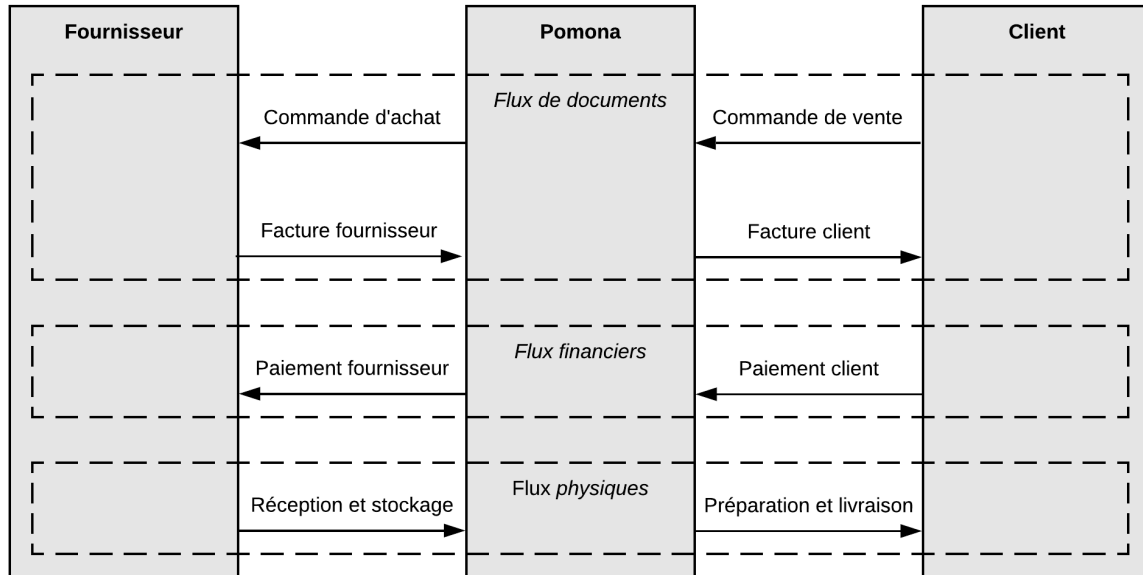 Fournisseur
Pomona
Client
Flux de documents
Commande d'achat
Commande de vente
Facture fournisseur
Facture client
Flux financiers
Paiement fournisseur
Paiement client
Flux physiques
Réception et stockage
Préparation et livraison